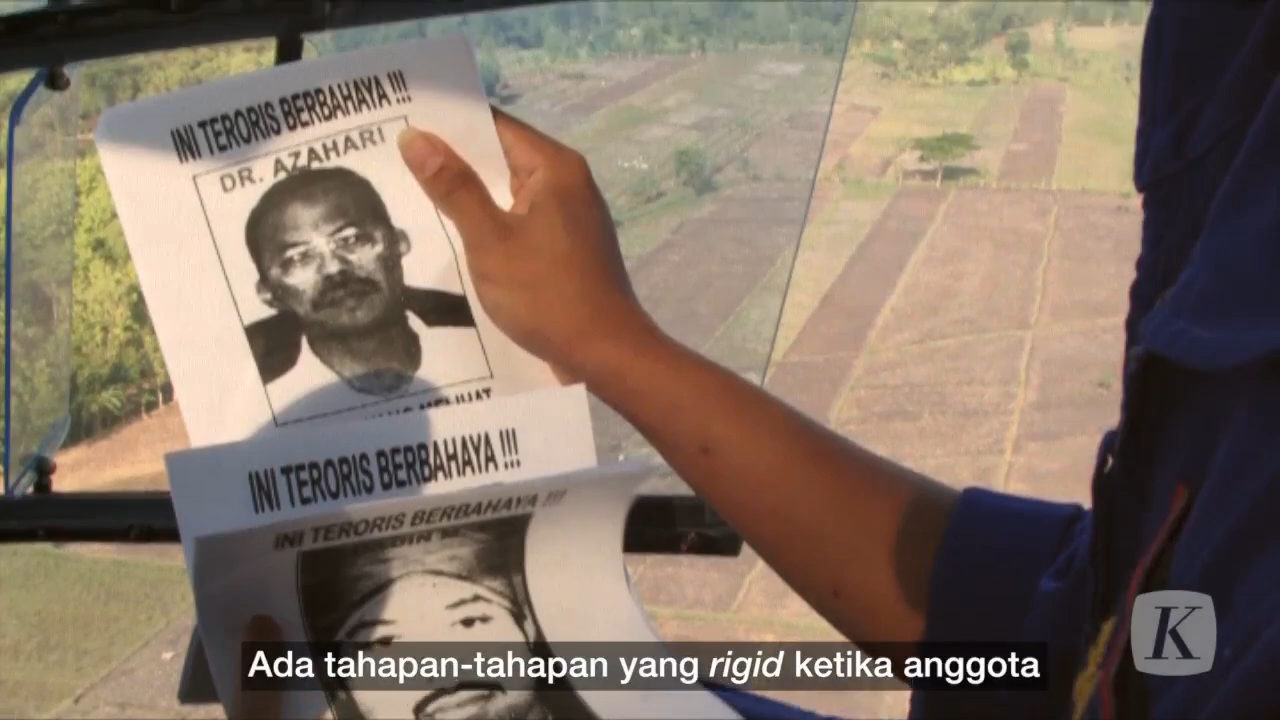 INI TERORIS BERBAHAYA !!!
DR. AZAHARI
INI TERORIS BERBAHAYA !!!
INI TERORIS BERBAHAYA !!!
Ada tahapan-tahapan yang rigid ketika anggota
K